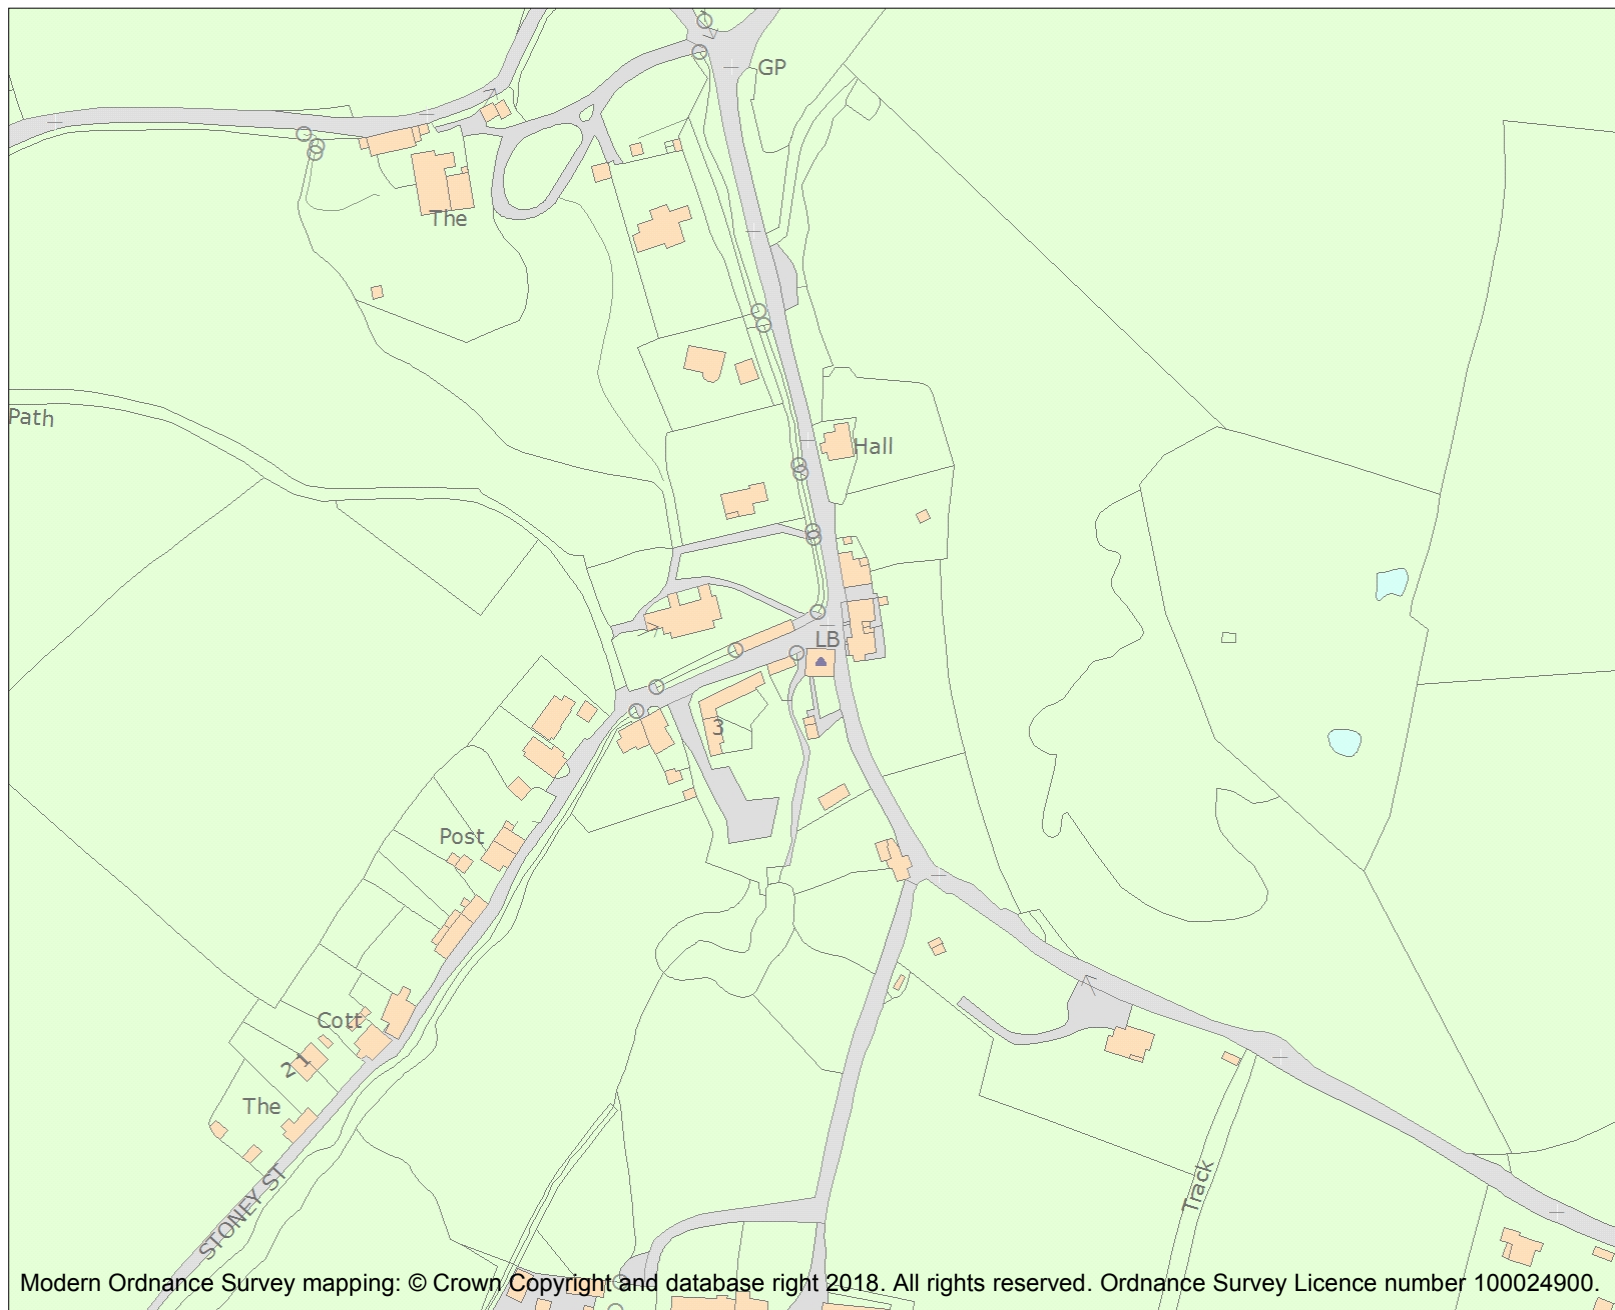 GP
The
Path
Hall
LB
3
Post
Cott
2 1
The
Track
STONEY ST
Modern Ordnance Survey mapping: © Crown Copyright and database right 2018. All rights reserved. Ordnance Survey Licence number 100024900.